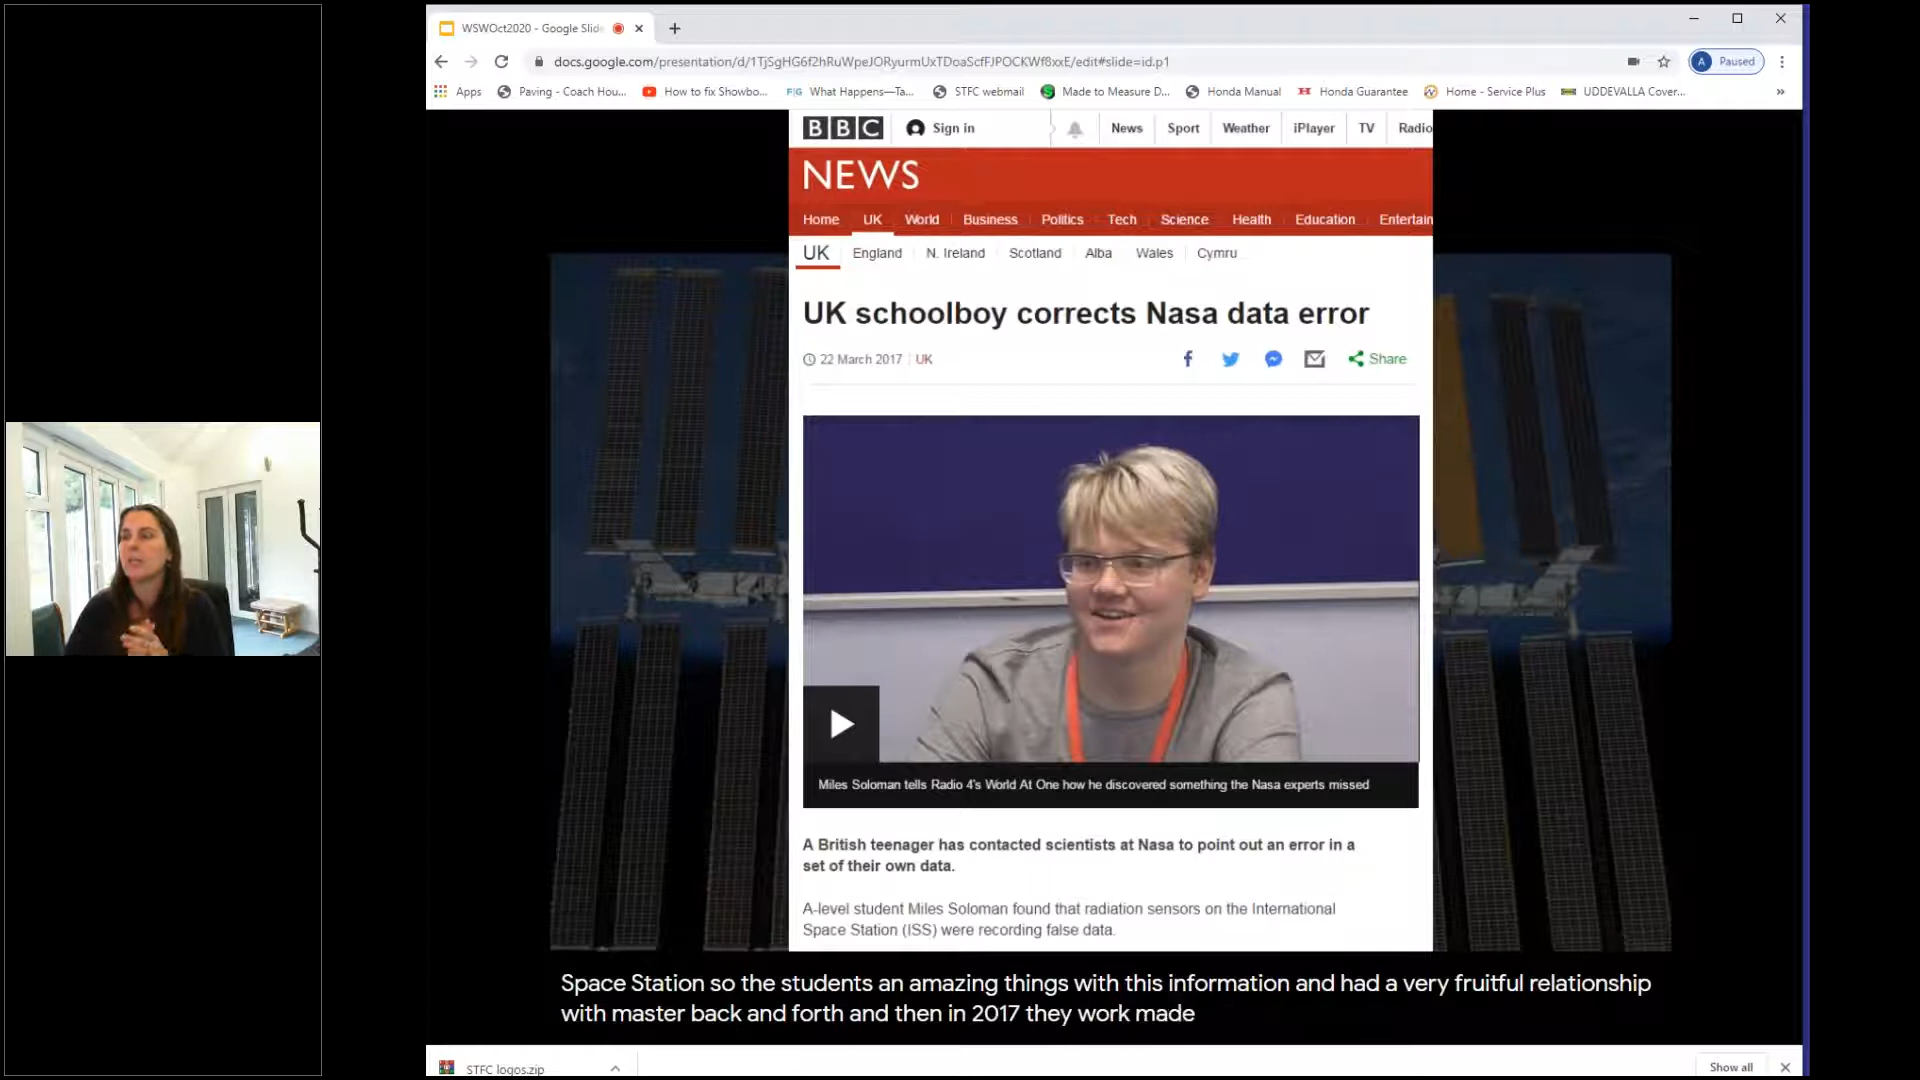 WSWOct2020 - Google Slid
docs.google.com/presentation/d/1TjSgHG6f2hRuWpeJORyurmUxTDoaScfFJPOCKWf8xxE/edit#slide=id.p1
A Paused
Apps Paving - Coach Hou... How to fix Showbo... F|G What Happens—Ta... STFC webmail Made to Measure D... Honda Manual Honda Guarantee Home - Service Plus UDDEVALLA Cover... »
BBC Sign in News Sport Weather iPlayer TV Radio
NEWS
Home UK World Business Politics Tech Science Health Education Entertain
UK England N. Ireland Scotland Alba Wales Cymru
UK schoolboy corrects Nasa data error
22 March 2017 UK Share
Miles Soloman tells Radio 4's World At One how he discovered something the Nasa experts missed
A British teenager has contacted scientists at Nasa to point out an error in a
set of their own data.
A-level student Miles Soloman found that radiation sensors on the International
Space Station (ISS) were recording false data.
Space Station so the students an amazing things with this information and had a very fruitful relationship
with master back and forth and then in 2017 they work made
STFC logos.zip Show all